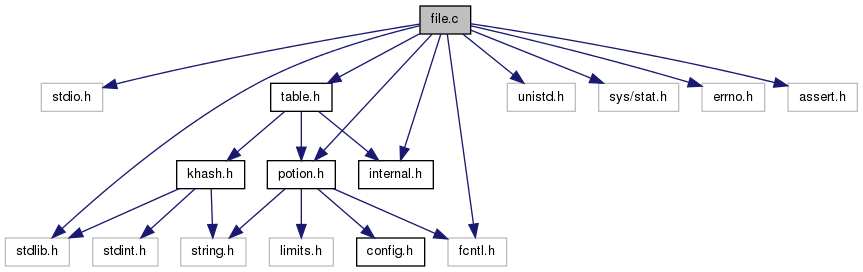 file.c
stdio.h
table.h
unistd.h
sys/stat.h
errno.h
assert.h
khash.h
potion.h
internal.h
stdlib.h
stdint.h
string.h
limits.h
config.h
fcntl.h